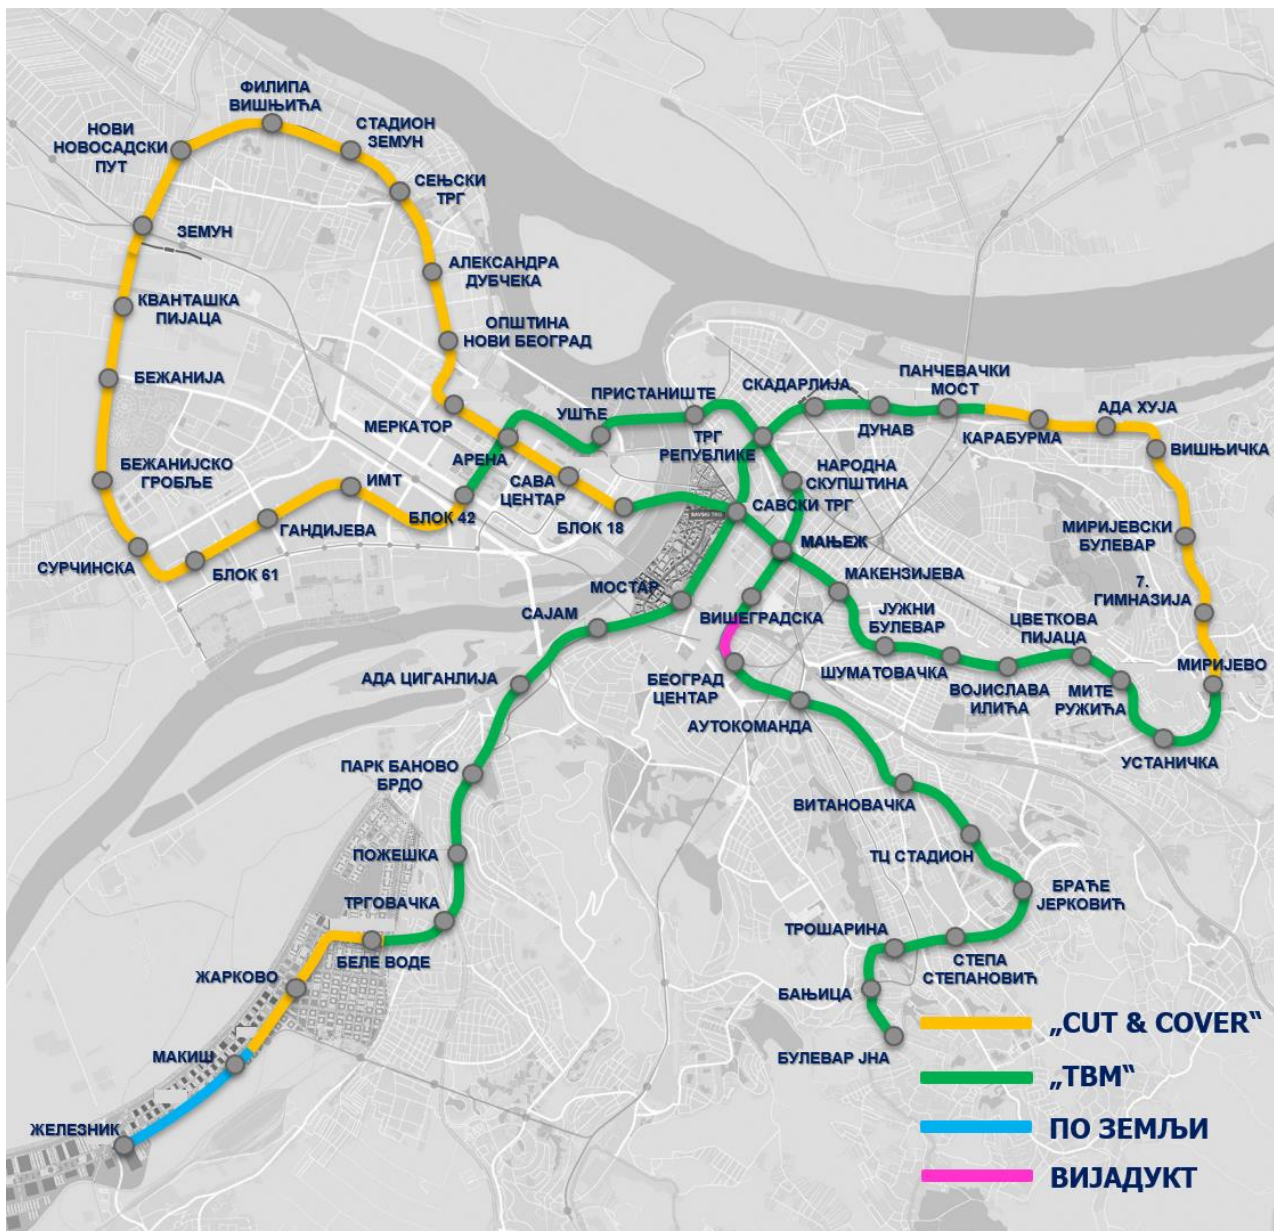 ФИЛИПА
ВИШЊИЋА
НОВИ
НОВОСАДСКИ
ПУТ
СТАДИОН
ЗЕМУН
СЕЊСКИ
ТРГ
ЗЕМУН
АЛЕКСАНДРА
ДУБЧЕКА
КВАНТАШКА
ПИЈАЦА
ОПШТИНА
НОВИ БЕОГРАД
БЕЖАНИЈА
МЕРКАТОР
УШЋЕ
ПРИСТАНИШТЕ
СКАДАРЛИЈА
ПАНЧЕВАЧКИ
МОСТ
АДА ХУЈА
ДУНАВ
КАРАБУРМА
ВИШЊИЧКА
ТРГ
РЕПУБЛИКЕ
АРЕНА
БЕЖАНИЈСКО
ГРОБЉЕ
ИМТ
САВА
ЦЕНТАР
НАРОДНА
СКУПШТИНА
БЛОК 42
БЛОК 18
САВСКИ ТРГ
SAVSKI TRG
ГАНДИЈЕВА
СУРЧИНСКА
БЛОК 61
МАЊЕЖ
МИРИЈЕВСКИ
БУЛЕВАР
МОСТАР
МАКЕНЗИЈЕВА
7.
ГИМНАЗИЈА
САЈАМ
ВИШЕГРАДСКА
ЈУЖНИ
БУЛЕВАР
ЦВЕТКОВА
ПИЈАЦА
ШУМАТОВАЧКА
МИРИЈЕВО
АДА ЦИГАНЛИЈА
БЕОГРАД
ЦЕНТАР
ВОЈИСЛАВА
ИЛИЋА
МИТЕ
РУЖИЋА
АУТОКОМАНДА
УСТАНИЧКА
ПАРК БАНОВО
БРДО
ВИТАНОВАЧКА
ПОЖЕШКА
ТЦ СТАДИОН
БРАЋЕ
ЈЕРКОВИЋ
ТРГОВАЧКА
ТРОШАРИНА
СТЕПА
СТЕПАНОВИЋ
БЕЛЕ ВОДЕ
ЖАРКОВО
БАЊИЦА
МАКИШ
БУЛЕВАР ЈНА
ЖЕЛЕЗНИК
„CUT & COVER“
„TBM“
ПО ЗЕМЉИ
ВИЈАДУКТ